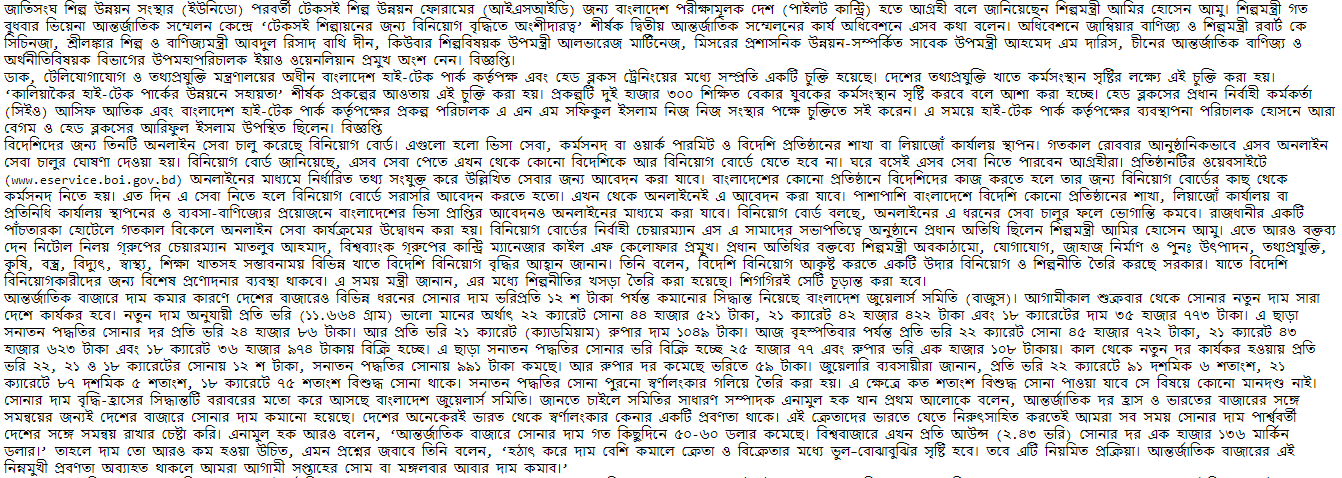 জাতিসংঘ শিল্প উন্নয়ন সংস্থার (ইউনিডো) পরবর্তী টেকসই শিল্প উন্নয়ন ফোরামের (আইএসআইডি) জন্য বাংলাদেশ পরীক্ষামূলক দেশ (পাইলট কান্ট্রি) হতে আগ্রহী বলে জানিয়েছেন শিল্পমন্ত্রী আমির হোসেন আমু। শিল্পমন্ত্রী গত
বুধবার ভিয়েনা আন্তর্জাতিক সম্মেলন কেন্দ্রে ‘টেকসই শিল্পায়নের জন্য বিনিয়োগ বৃদ্ধিতে অংশীদারত্ব’ শীর্ষক দ্বিতীয় আন্তর্জাতিক সম্মেলনের কার্য অধিবেশনে এসব কথা বলেন। অধিবেশনে জাম্বিয়ার বাণিজ্য ও শিল্পমন্ত্রী রবার্ট কে
সিচিনজা, শ্রীলঙ্কার শিল্প ও বাণিজ্যমন্ত্রী আবদুল রিসাদ বাথি দীন, কিউবার শিল্পবিষয়ক উপমন্ত্রী আলভারেজ মার্টিনেজ, মিসরের প্রশাসনিক উন্নয়ন-সম্পর্কিত সাবেক উপমন্ত্রী আহমেদ এম দারিস, চীনের আন্তর্জাতিক বাণিজ্য ও
অর্থনীতিবিষয়ক বিভাগের উপমহাপরিচালক ইয়াও ওয়েনলিয়ান প্রমুখ অংশ নেন। বিজ্ঞপ্তি।
ডাক, টেলিযোগাযোগ ও তথ্যপ্রযুক্তি মন্ত্রণালয়ের অধীন বাংলাদেশ হাই-টেক পার্ক কর্তৃপক্ষ এবং হেড ব্লকস ট্রেনিংয়ের মধ্যে সম্প্রতি একটি চুক্তি হয়েছে। দেশের তথ্যপ্রযুক্তি খাতে কর্মসংস্থান সৃষ্টির লক্ষ্যে এই চুক্তি করা হয়।
‘কালিয়াকৈর হাই-টেক পার্কের উন্নয়নে সহায়তা’ শীর্ষক প্রকল্পের আওতায় এই চুক্তি করা হয়। প্রকল্পটি দুই হাজার ৩০০ শিক্ষিত বেকার যুবকের কর্মসংস্থান সৃষ্টি করবে বলে আশা করা হচ্ছে। হেড ব্লকসের প্রধান নির্বাহী কর্মকর্তা
(সিইও) আসিফ আতিক এবং বাংলাদেশ হাই-টেক পার্ক কর্তৃপক্ষের প্রকল্প পরিচালক এ এন এম সফিকুল ইসলাম নিজ নিজ সংস্থার পক্ষে চুক্তিতে সই করেন। এ সময়ে হাই-টেক পার্ক কর্তৃপক্ষের ব্যবস্থাপনা পরিচালক হোসনে আরা
বেগম ও হেড ব্লকসের আরিফুল ইসলাম উপস্থিত ছিলেন। বিজ্ঞপ্তি
বিদেশিদের জন্য তিনটি অনলাইন সেবা চালু করেছে বিনিয়োগ বোর্ড। এগুলো হলো ভিসা সেবা, কর্মসনদ বা ওয়ার্ক পারমিট ও বিদেশি প্রতিষ্ঠানের শাখা বা লিয়াজোঁ কার্যালয় স্থাপন। গতকাল রোববার আনুষ্ঠানিকভাবে এসব অনলাইন
সেবা চালুর ঘোষণা দেওয়া হয়। বিনিয়োগ বোর্ড জানিয়েছে, এসব সেবা পেতে এখন থেকে কোনো বিদেশিকে আর বিনিয়োগ বোর্ডে যেতে হবে না। ঘরে বসেই এসব সেবা নিতে পারবেন আগ্রহীরা। প্রতিষ্ঠানটির ওয়েবসাইটে
(www.eservice.boi.gov.bd) অনলাইনের মাধ্যমে নির্ধারিত তথ্য সংযুক্ত করে উল্লিখিত সেবার জন্য আবেদন করা যাবে। বাংলাদেশের কোনো প্রতিষ্ঠানে বিদেশিদের কাজ করতে হলে তার জন্য বিনিয়োগ বোর্ডের কাছ থেকে
কর্মসনদ নিতে হয়। এত দিন এ সেবা নিতে হলে বিনিয়োগ বোর্ডে সরাসরি আবেদন করতে হতো। এখন থেকে অনলাইনেই এ আবেদন করা যাবে। পাশাপাশি বাংলাদেশে বিদেশি কোনো প্রতিষ্ঠানের শাখা, লিয়াজোঁ কার্যালয় বা
প্রতিনিধি কার্যালয় স্থাপনের ও ব্যবসা-বাণিজ্যের প্রয়োজনে বাংলাদেশের ভিসা প্রাপ্তির আবেদনও অনলাইনের মাধ্যমে করা যাবে। বিনিয়োগ বোর্ড বলছে, অনলাইনের এ ধরনের সেবা চালুর ফলে ভোগান্তি কমবে। রাজধানীর একটি
পাঁচতারকা হোটেলে গতকাল বিকেলে অনলাইন সেবা কার্যক্রমের উদ্বোধন করা হয়। বিনিয়োগ বোর্ডের নির্বাহী চেয়ারম্যান এস এ সামাদের সভাপতিত্বে অনুষ্ঠানে প্রধান অতিথি ছিলেন শিল্পমন্ত্রী আমির হোসেন আমু। এতে আরও বক্তব্য
দেন নিটোল নিলয় গ্রুপের চেয়ারম্যান মাতলুব আহমাদ, বিশ্বব্যাংক গ্রুপের কান্ট্রি ম্যানেজার কাইল এফ কেলোফার প্রমুখ। প্রধান অতিথির বক্তব্যে শিল্পমন্ত্রী অবকাঠামো, যোগাযোগ, জাহাজ নির্মাণ ও পুনঃ উৎপাদন, তথ্যপ্রযুক্তি,
কৃষি, বস্ত্র, বিদ্যুৎ, স্বাস্থ্য, শিক্ষা খাতসহ সম্ভাবনাময় বিভিন্ন খাতে বিদেশি বিনিয়োগ বৃদ্ধির আহ্বান জানান। তিনি বলেন, বিদেশি বিনিয়োগ আকৃষ্ট করতে একটি উদার বিনিয়োগ ও শিল্পনীতি তৈরি করছে সরকার। যাতে বিদেশি
বিনিয়োগকারীদের জন্য বিশেষ প্রণোদনার ব্যবস্থা থাকবে। এ সময় মন্ত্রী জানান, এর মধ্যে শিল্পনীতির খসড়া তৈরি করা হয়েছে। শিগগিরই সেটি চূড়ান্ত করা হবে।
আন্তর্জাতিক বাজারে দাম কমার কারণে দেশের বাজারেও বিভিন্ন ধরনের সোনার দাম ভরিপ্রতি ১২ শ টাকা পর্যন্ত কমানোর সিদ্ধান্ত নিয়েছে বাংলাদেশ জুয়েলার্স সমিতি (বাজুস)। আগামীকাল শুক্রবার থেকে সোনার নতুন দাম সারা
দেশে কার্যকর হবে। নতুন দাম অনুযায়ী প্রতি ভরি (১১.৬৬৪ গ্রাম) ভালো মানের অর্থাৎ ২২ ক্যারেট সোনা ৪৪ হাজার ৫২১ টাকা, ২১ ক্যারেট ৪২ হাজার ৪২২ টাকা এবং ১৮ ক্যারেটের দাম ৩৫ হাজার ৭৭৩ টাকা। এ ছাড়া
সনাতন পদ্ধতির সোনার দর প্রতি ভরি ২৪ হাজার ৮৬ টাকা। আর প্রতি ভরি ২১ ক্যারেট (ক্যাডমিয়াম) রুপার দাম ১০৪৯ টাকা। আজ বৃহস্পতিবার পর্যন্ত প্রতি ভরি ২২ ক্যারেট সোনা ৪৫ হাজার ৭২২ টাকা, ২১ ক্যারেট ৪৩
হাজার ৬২৩ টাকা এবং ১৮ ক্যারেট ৩৬ হাজার ৯৭৪ টাকায় বিক্রি হচ্ছে। এ ছাড়া সনাতন পদ্ধতির সোনার ভরি বিক্রি হচ্ছে ২৫ হাজার ৭৭ এবং রুপার ভরি এক হাজার ১০৮ টাকায়। কাল থেকে নতুন দর কার্যকর হওয়ায় প্রতি
ভরি ২২, ২১ ও ১৮ ক্যারেটের সোনায় ১২ শ টাকা, সনাতন পদ্ধতির সোনায় ৯৯১ টাকা কমছে। আর রুপার দর কমেছে ভরিতে ৫৯ টাকা। জুয়েলারি ব্যবসায়ীরা জানান, প্রতি ভরি ২২ ক্যারেটে ৯১ দশমিক ৬ শতাংশ, ২১
ক্যারেটে ৮৭ দশমিক ৫ শতাংশ, ১৮ ক্যারেটে ৭৫ শতাংশ বিশুদ্ধ সোনা থাকে। সনাতন পদ্ধতির সোনা পুরনো স্বর্ণালংকার গলিয়ে তৈরি করা হয়। এ ক্ষেত্রে কত শতাংশ বিশুদ্ধ সোনা পাওয়া যাবে সে বিষয়ে কোনো মানদণ্ড নাই।
সোনার দাম বৃদ্ধি-হ্রাসের সিদ্ধান্তটি বরাবরের মতো করে আসছে বাংলাদেশ জুয়েলার্স সমিতি। জানতে চাইলে সমিতির সাধারণ সম্পাদক এনামুল হক খান প্রথম আলোকে বলেন, আন্তর্জাতিক দর হ্রাস ও ভারতের বাজারের সঙ্গে
সমন্বয়ের জন্যই দেশের বাজারে সোনার দাম কমানো হয়েছে। দেশের অনেকেরই ভারত থেকে স্বর্ণালংকার কেনার একটি প্রবণতা থাকে। এই ক্রেতাদের ভারতে যেতে নিরুৎসাহিত করতেই আমরা সব সময় সোনার দাম পার্শ্ববর্তী
দেশের সঙ্গে সমন্বয় রাখার চেষ্টা করি। এনামুল হক আরও বলেন, ‘আন্তর্জাতিক বাজারে সোনার দাম গত কিছুদিনে ৫০-৬০ ডলার কমেছে। বিশ্ববাজারে এখন প্রতি আউন্স (২.৪৩ ভরি) সোনার দর এক হাজার ১৩৬ মার্কিন
ডলার।’ তাহলে দাম তো আরও কম হওয়া উচিত, এমন প্রশ্নের জবাবে তিনি বলেন, ‘হঠাৎ করে দাম বেশি কমালে ক্রেতা ও বিক্রেতার মধ্যে ভুল-বোঝাবুঝির সৃষ্টি হবে। তবে এটি নিয়মিত প্রক্রিয়া। আন্তর্জাতিক বাজারের এই
নিম্নমুখী প্রবণতা অব্যাহত থাকলে আমরা আগামী সপ্তাহের সোম বা মঙ্গলবার আবার দাম কমাব।’